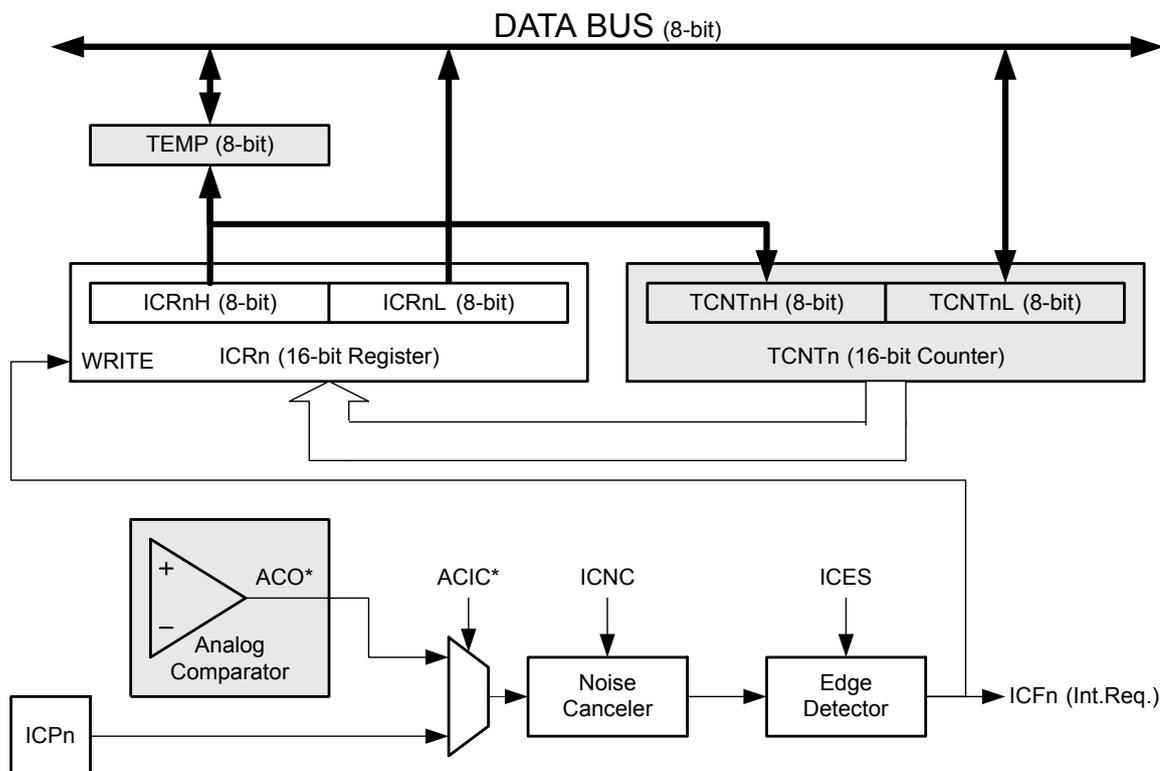 DATA BUS (8-bit)
TEMP (8-bit)
ICRnH (8-bit)
ICRnL (8-bit)
TCNTnH (8-bit)
TCNTnL (8-bit)
WRITE
ICRn (16-bit Register)
TCNTn (16-bit Counter)
+
−
ACO*
Analog
Comparator
ACIC*
ICNC
ICES
Noise
Canceler
Edge
Detector
ICFn (Int.Req.)
ICPn